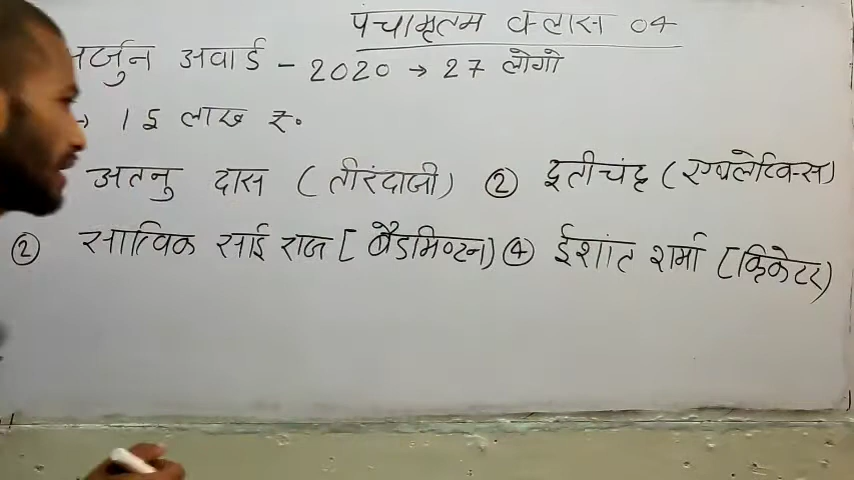 पंचामृतम क्लास 04
र्जुन अवार्ड - 2020 → 27 लोगो
→ 15 लाख रु.
अतनु दास ( तीरंदाजी ) ② दूतीचंद ( एथलेटिक्स )
② सात्विक साई राज [ बैडमिण्टन ) ④ ईशांत शर्मा [ क्रिकेटर )